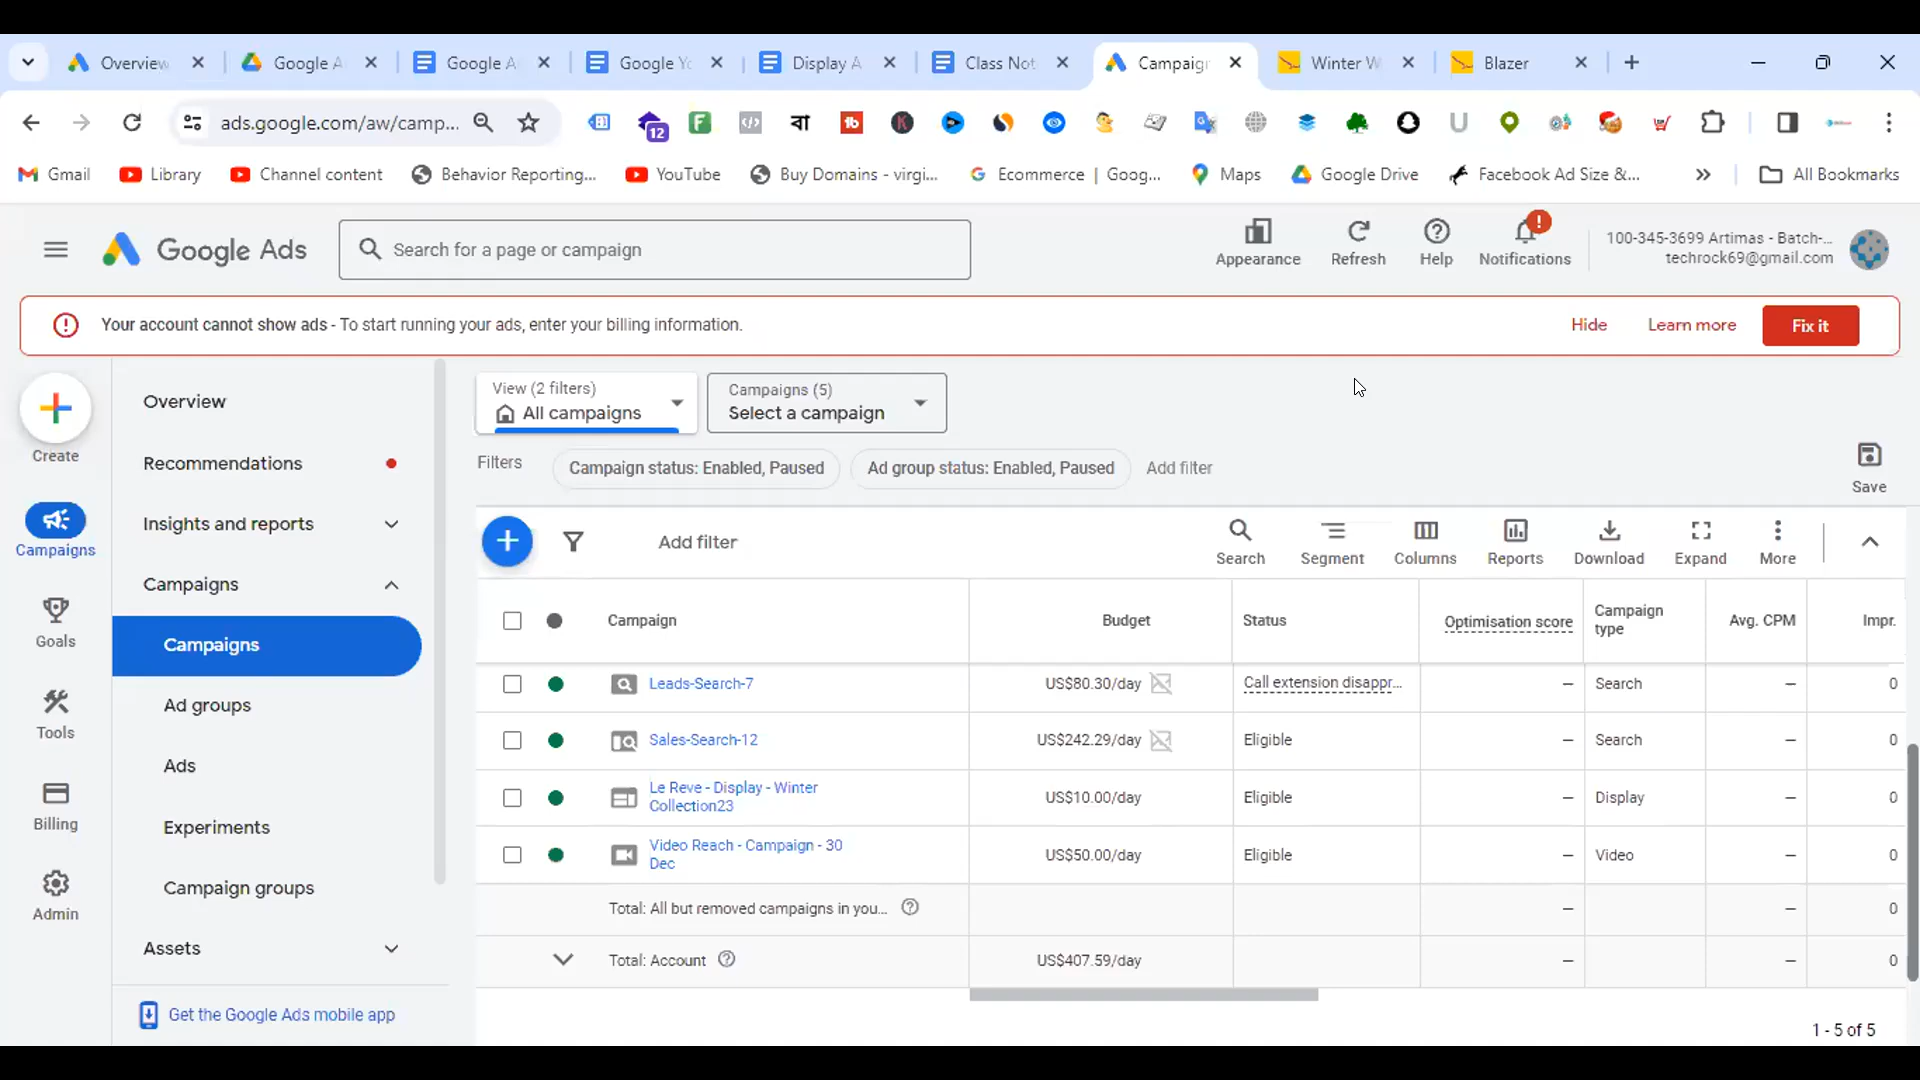 Overview
Google A
Google A
Google Yo
Display A
Class Not
Campaign
Winter W
Blazer
ads.google.com/aw/camp...
12
F
বা
tb
K
U
Gmail
Library
Channel content
Behavior Reporting...
YouTube
Buy Domains - virgi...
Ecommerce | Goog...
Maps
Google Drive
Facebook Ad Size &...
All Bookmarks
Google Ads
Search for a page or campaign
Appearance
Refresh
Help
Notifications
100-345-3699 Artimas - Batch-...
techrock69@gmail.com
Your account cannot show ads - To start running your ads, enter your billing information.
Hide
Learn more
Fix it
Create
Campaigns
Goals
Tools
Billing
Admin
Overview
Recommendations
Insights and reports
Campaigns
Campaigns
Ad groups
Ads
Experiments
Campaign groups
Assets
Get the Google Ads mobile app
View (2 filters)
All campaigns
Campaigns (5)
Select a campaign
Filters
Campaign status: Enabled, Paused
Ad group status: Enabled, Paused
Add filter
Save
Add filter
Search
Segment
Columns
Reports
Download
Expand
More
Campaign
Budget
Status
Optimisation score
Campaign
type
Avg. CPM
Impr.
Leads-Search-7
US$80.30/day
Call extension disappr...
–
Search
–
0
Sales-Search-12
US$242.29/day
Eligible
–
Search
–
0
Le Reve - Display - Winter
Collection23
US$10.00/day
Eligible
–
Display
–
0
Video Reach - Campaign - 30
Dec
US$50.00/day
Eligible
–
Video
–
0
Total: All but removed campaigns in you...
–
–
0
Total: Account
US$407.59/day
–
–
0
1 - 5 of 5